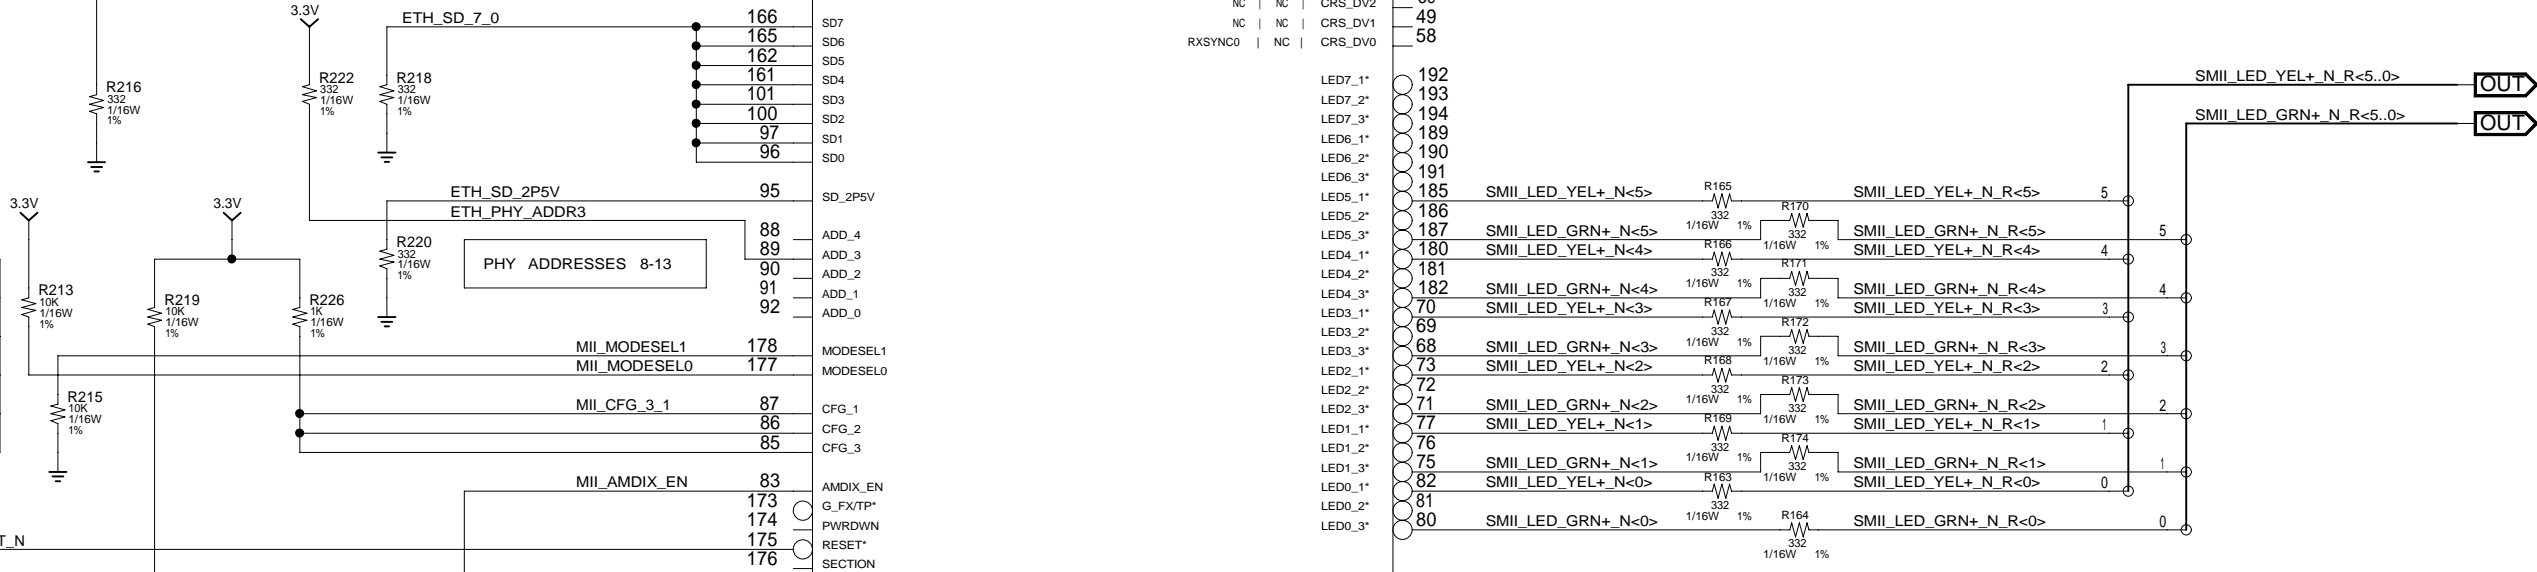 3.3V
R216
332
1/16W
1%
R222
332
1/16W
1%
R218
332
1/16W
1%
ETH_SD_7_0
166 SD7
165 SD6
162 SD5
161 SD4
101 SD3
100 SD2
97 SD1
96 SD0
ETH_SD_2P5V 95 SD_2P5V
ETH_PHY_ADDR3
88 ADD_4
89 ADD_3
90 ADD_2
91 ADD_1
92 ADD_0
R220
332
1/16W
1%
PHY ADDRESSES 8-13
3.3V
3.3V
R213
10K
1/16W
1%
R219
10K
1/16W
1%
R226
1K
1/16W
1%
MII_MODESEL1 178 MODESEL1
MII_MODESEL0 177 MODESEL0
R215
10K
1/16W
1%
MII_CFG_3_1 87 CFG_1
86 CFG_2
85 CFG_3
MII_AMDIX_EN 83 AMDIX_EN
173 G_FX/TP*
174 PWRDWN
T_N 175 RESET*
176 SECTION
NC | NC | CRS_DV2
NC | NC | CRS_DV1 49
RXSYNC0 | NC | CRS_DV0 58
LED7_1* 192
LED7_2* 193
LED7_3* 194
LED6_1* 189
LED6_2* 190
LED6_3* 191
LED5_1* 185 SMII_LED_YEL+_N<5> R165 332 1/16W 1% SMII_LED_YEL+_N_R<5> 5
LED5_2* 186
LED5_3* 187 SMII_LED_GRN+_N<5> R170 332 1/16W 1% SMII_LED_GRN+_N_R<5> 5
LED4_1* 180 SMII_LED_YEL+_N<4> R166 332 1/16W 1% SMII_LED_YEL+_N_R<4> 4
LED4_2* 181
LED4_3* 182 SMII_LED_GRN+_N<4> R171 332 1/16W 1% SMII_LED_GRN+_N_R<4> 4
LED3_1* 70 SMII_LED_YEL+_N<3> R167 332 1/16W 1% SMII_LED_YEL+_N_R<3> 3
LED3_2* 69
LED3_3* 68 SMII_LED_GRN+_N<3> R172 332 1/16W 1% SMII_LED_GRN+_N_R<3> 3
LED2_1* 73 SMII_LED_YEL+_N<2> R168 332 1/16W 1% SMII_LED_YEL+_N_R<2> 2
LED2_2* 72
LED2_3* 71 SMII_LED_GRN+_N<2> R173 332 1/16W 1% SMII_LED_GRN+_N_R<2> 2
LED1_1* 77 SMII_LED_YEL+_N<1> R169 332 1/16W 1% SMII_LED_YEL+_N_R<1> 1
LED1_2* 76
LED1_3* 75 SMII_LED_GRN+_N<1> R174 332 1/16W 1% SMII_LED_GRN+_N_R<1> 1
LED0_1* 82 SMII_LED_YEL+_N<0> R163 332 1/16W 1% SMII_LED_YEL+_N_R<0> 0
LED0_2* 81
LED0_3* 80 SMII_LED_GRN+_N<0> R164 332 1/16W 1% SMII_LED_GRN+_N_R<0> 0
SMII_LED_YEL+_N_R<5..0> OUT
SMII_LED_GRN+_N_R<5..0> OUT